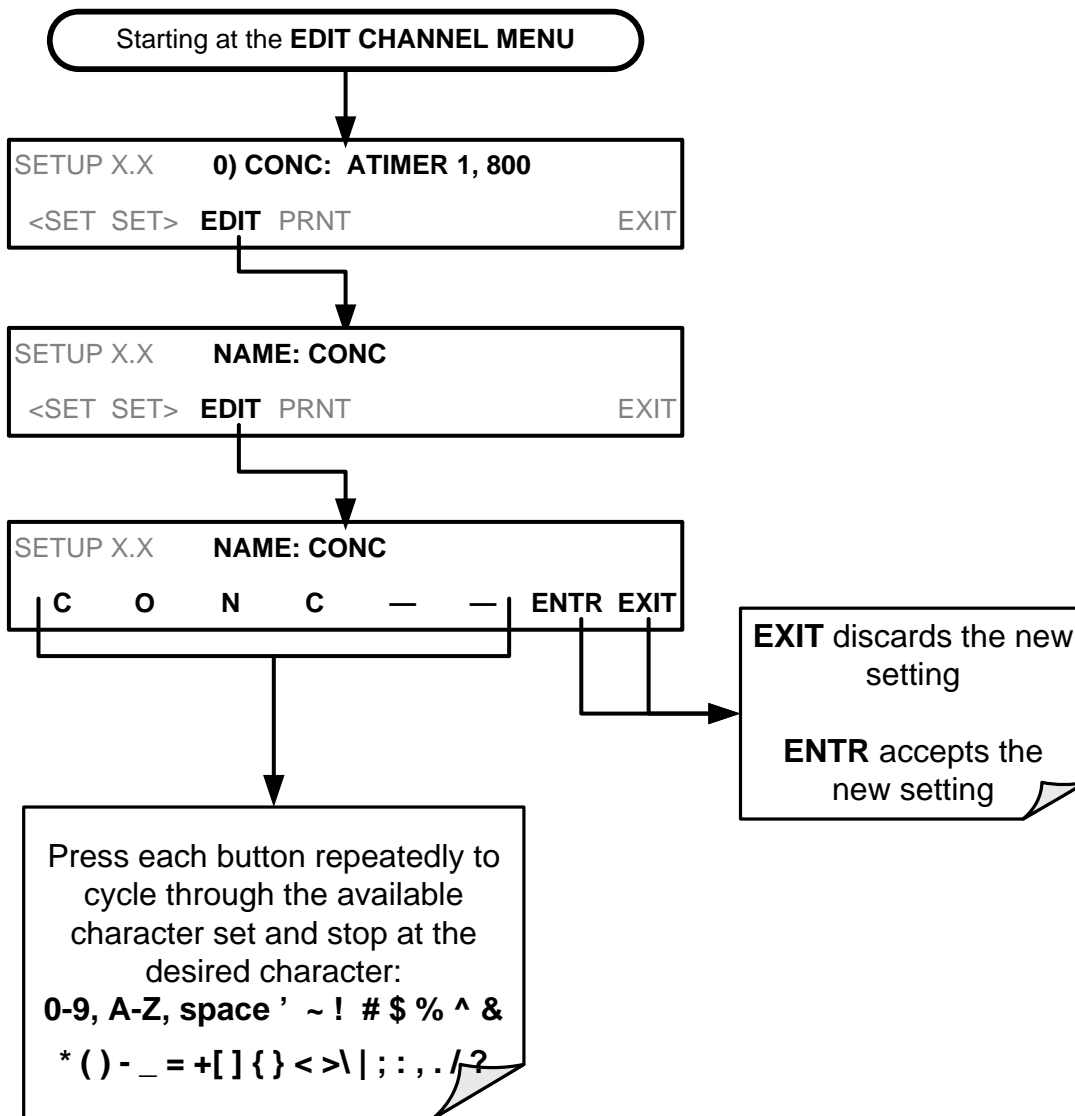 Starting at the EDIT CHANNEL MENU
SETUP X.X 0) CONC: ATIMER 1, 800
<SET SET> EDIT PRNT EXIT
SETUP X.X NAME: CONC
<SET SET> EDIT PRNT EXIT
SETUP X.X NAME: CONC
C O N C — — ENTR EXIT
EXIT discards the new
setting
ENTR accepts the
new setting
Press each button repeatedly to
cycle through the available
character set and stop at the
desired character:
0-9, A-Z, space ’ ~ ! # $ % ^ &
* ( ) - _ = +[ ] { } < >\ | ; : , . / ?